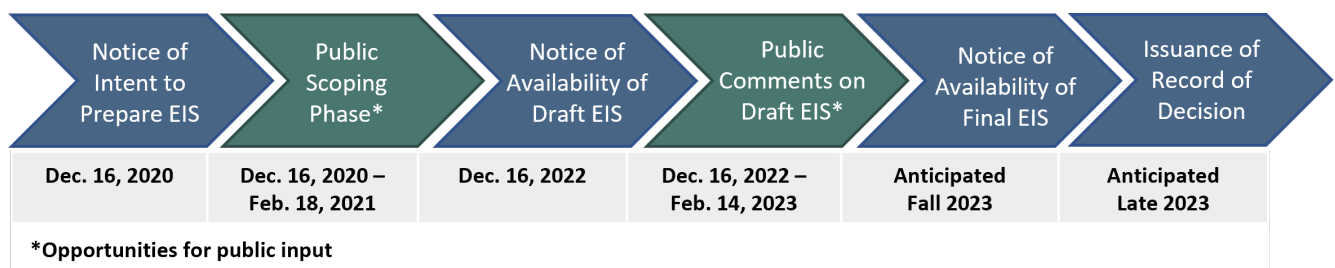 Notice of
Intent to
Prepare EIS
Public
Scoping
Phase*
Notice of
Availability of
Draft EIS
Public
Comments on
Draft EIS*
Notice of
Availability of
Final EIS
Issuance of
Record of
Decision
Dec. 16, 2020
Dec. 16, 2020 –
Feb. 18, 2021
Dec. 16, 2022
Dec. 16, 2022 –
Feb. 14, 2023
Anticipated
Fall 2023
Anticipated
Late 2023
*Opportunities for public input